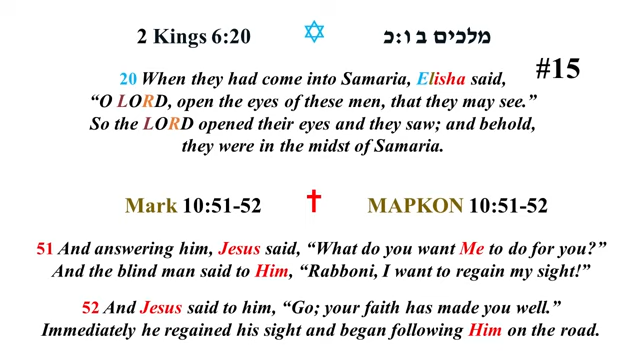 2 Kings 6:20 ✡ מלכים ב ו:כ
#15
20 When they had come into Samaria, Elisha said,
“O LORD, open the eyes of these men, that they may see.”
So the LORD opened their eyes and they saw; and behold,
they were in the midst of Samaria.
Mark 10:51-52 ✝ ΜΑΡΚΟΝ 10:51-52
51 And answering him, Jesus said, “What do you want Me to do for you?”
And the blind man said to Him, “Rabboni, I want to regain my sight!”
52 And Jesus said to him, “Go; your faith has made you well.”
Immediately he regained his sight and began following Him on the road.